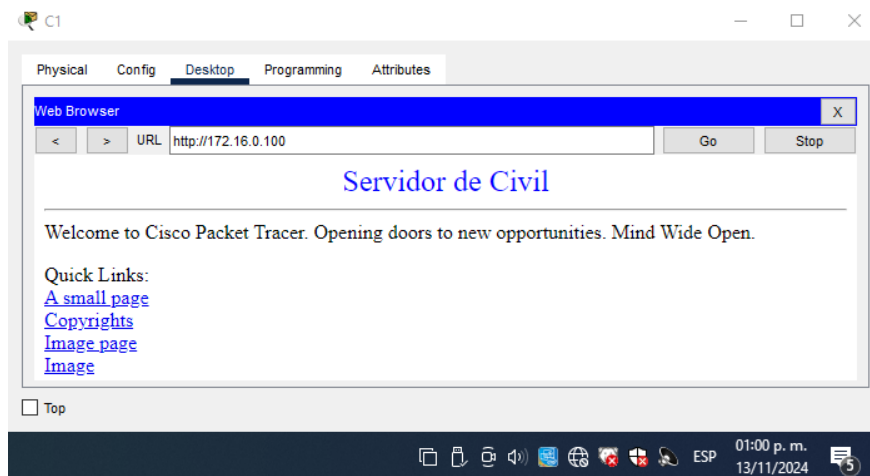 C1
Physical Config Desktop Programming Attributes
Web Browser X
< > URL http://172.16.0.100 Go Stop
Servidor de Civil
Welcome to Cisco Packet Tracer. Opening doors to new opportunities. Mind Wide Open.
Quick Links:
A small page
Copyrights
Image page
Image
Top
ESP
01:00 p. m.
13/11/2024
5